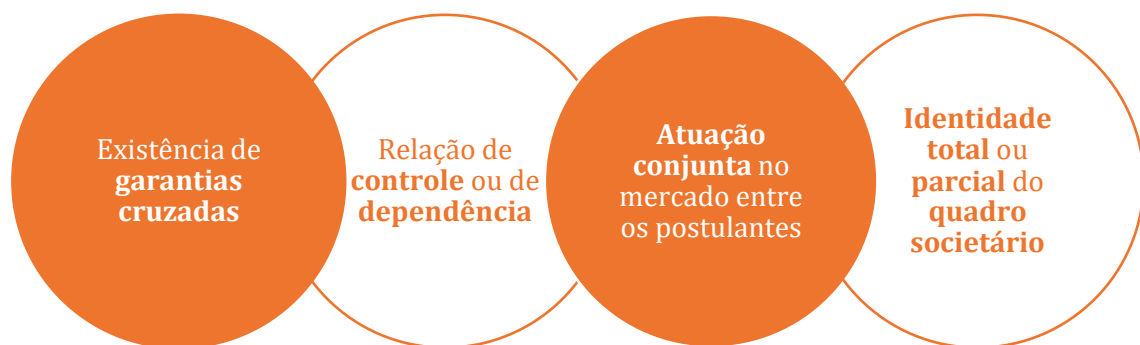 Existência de
garantias
cruzadas
Relação de
controle ou de
dependência
Atuação
conjunta no
mercado entre
os postulantes
Identidade
total ou
parcial do
quadro
societário